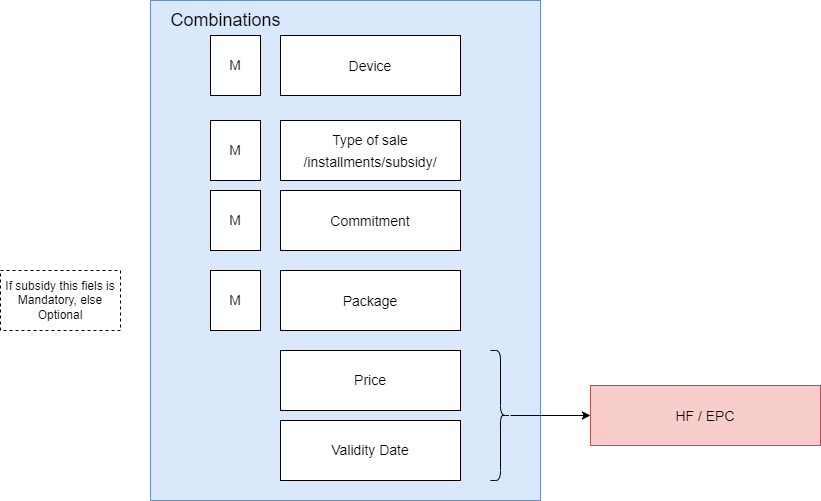 Combinations
M
Device
M
Type of sale
/installments/subsidy/
M
Commitment
If subsidy this fiels is
Mandatory, else
Optional
M
Package
Price
HF / EPC
Validity Date